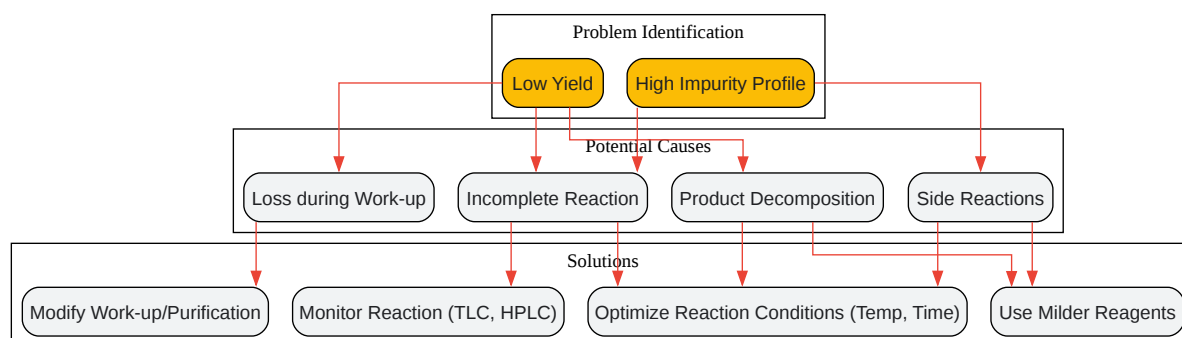 Problem Identification
Low Yield
High Impurity Profile
Potential Causes
Loss during Work-up
Incomplete Reaction
Product Decomposition
Side Reactions
Solutions
Modify Work-up/Purification
Monitor Reaction (TLC, HPLC)
Optimize Reaction Conditions (Temp, Time)
Use Milder Reagents